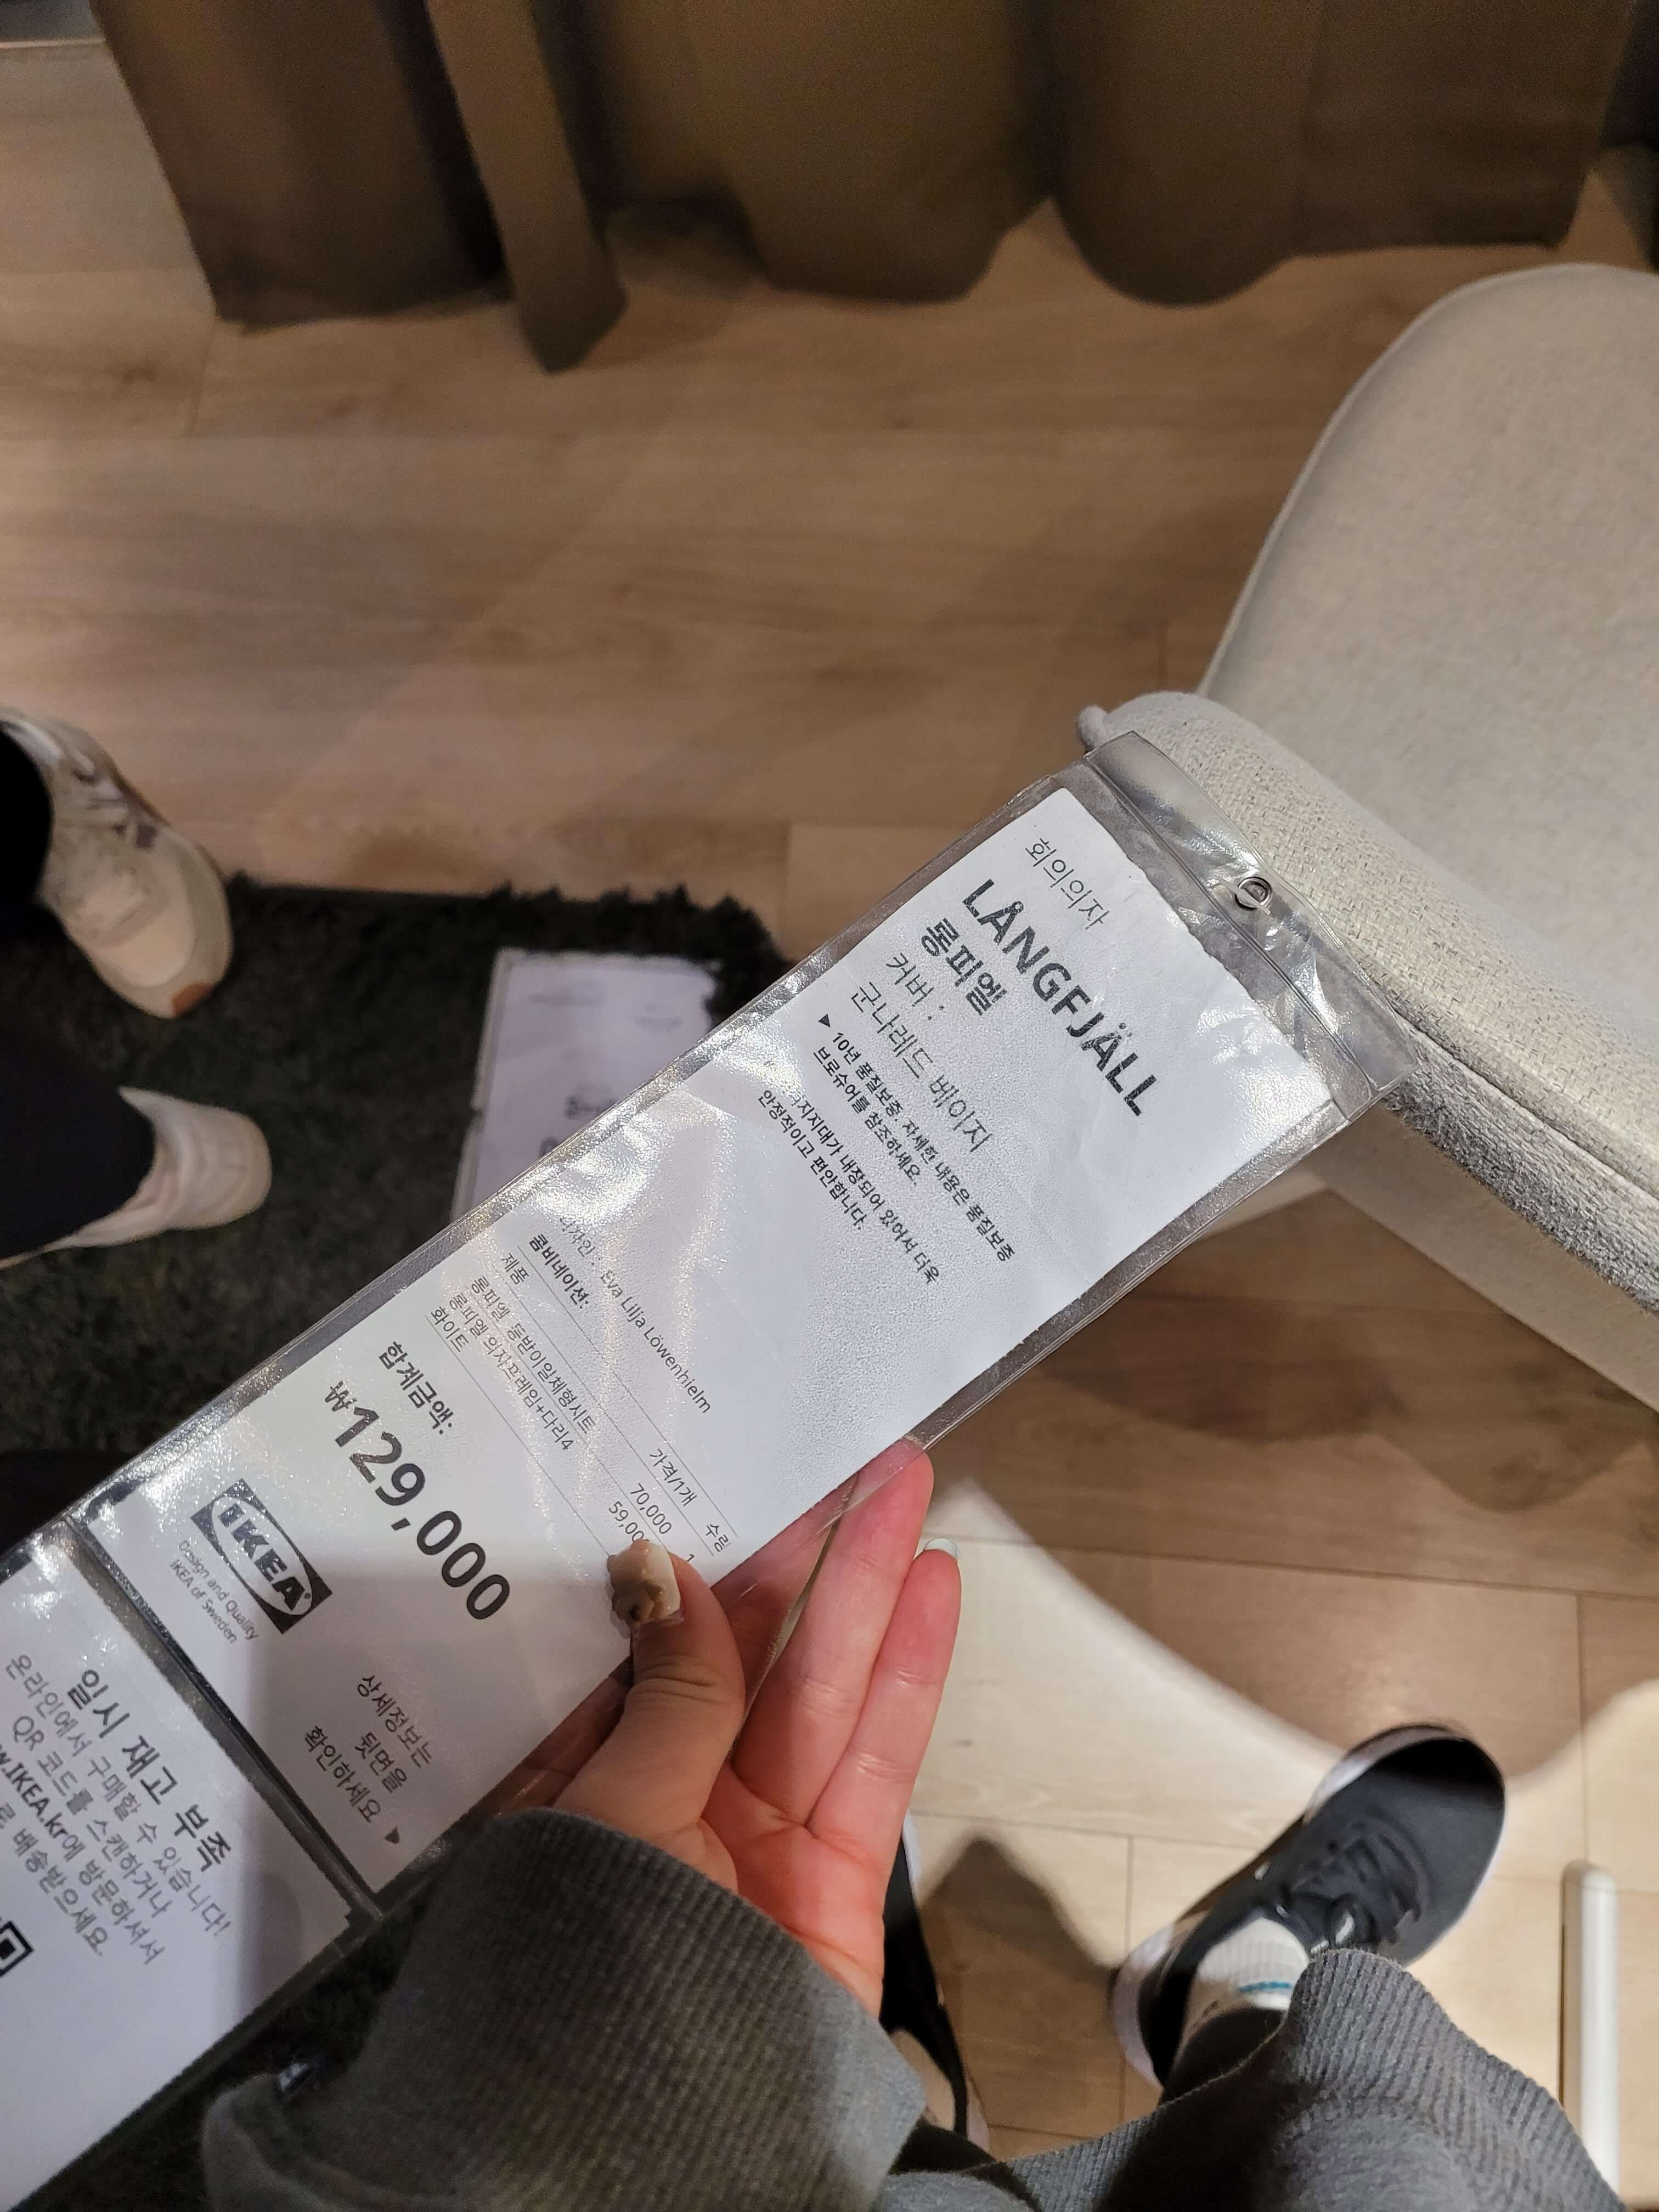 회의의자
LÅNGFJÄLL
롱피엘
커버 :
군나레드 베이지
▶ 10년 품질보증. 자세한 내용은 품질보증
브로슈어를 참조하세요.
내장되어 있어서 더욱
안정적이고 편안합니다.
디자인 : Eva Lilja Löwenhielm
콤비네이션:
제품 가격/1개 수량
롱피엘 등받이일체형시트 70,000 1
롱피엘 의자프레임+다리4 59,00
화이트
합계금액:
₩129,000
IKEA
Design and Quality
IKEA of Sweden
상세정보는
뒷면을
확인하세요 ▶
일시 재고 부족
온라인에서 구매할 수 있습니다!
QR 코드를 스캔하거나
w.IKEA.kr에 방문하셔서
배송받으세요.